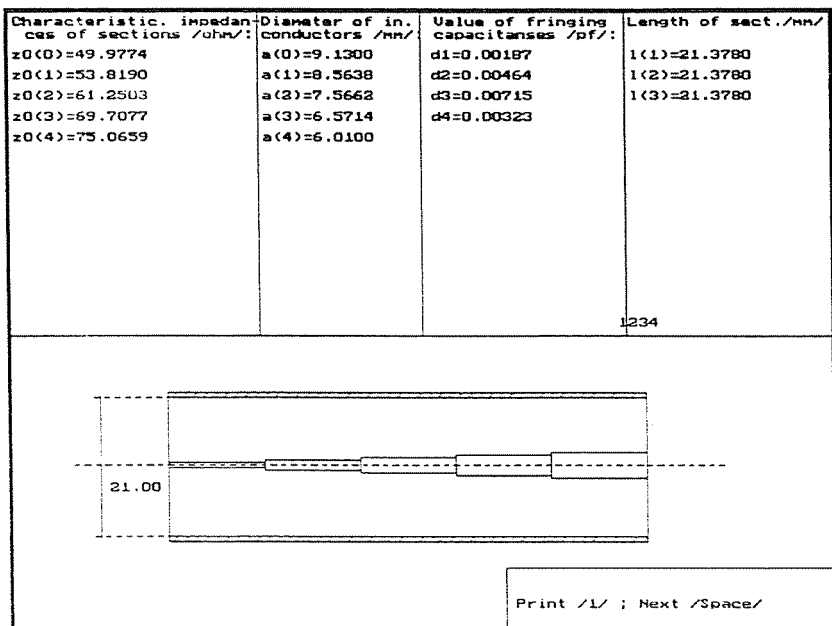 Characteristic. impedan-
ces of sections /ohm/:
z0(0)=49.9774
z0(1)=53.8190
z0(2)=61.2503
z0(3)=69.7077
z0(4)=75.0659
Diameter of in.
conductors /mm/
a(0)=9.1300
a(1)=8.5638
a(2)=7.5662
a(3)=6.5714
a(4)=6.0100
Value of fringing
capacitanses /pf/:
d1=0.00187
d2=0.00464
d3=0.00715
d4=0.00323
Length of sect./mm/
l(1)=21.3780
l(2)=21.3780
l(3)=21.3780
1234
21.00
Print /1/ ; Next /Space/